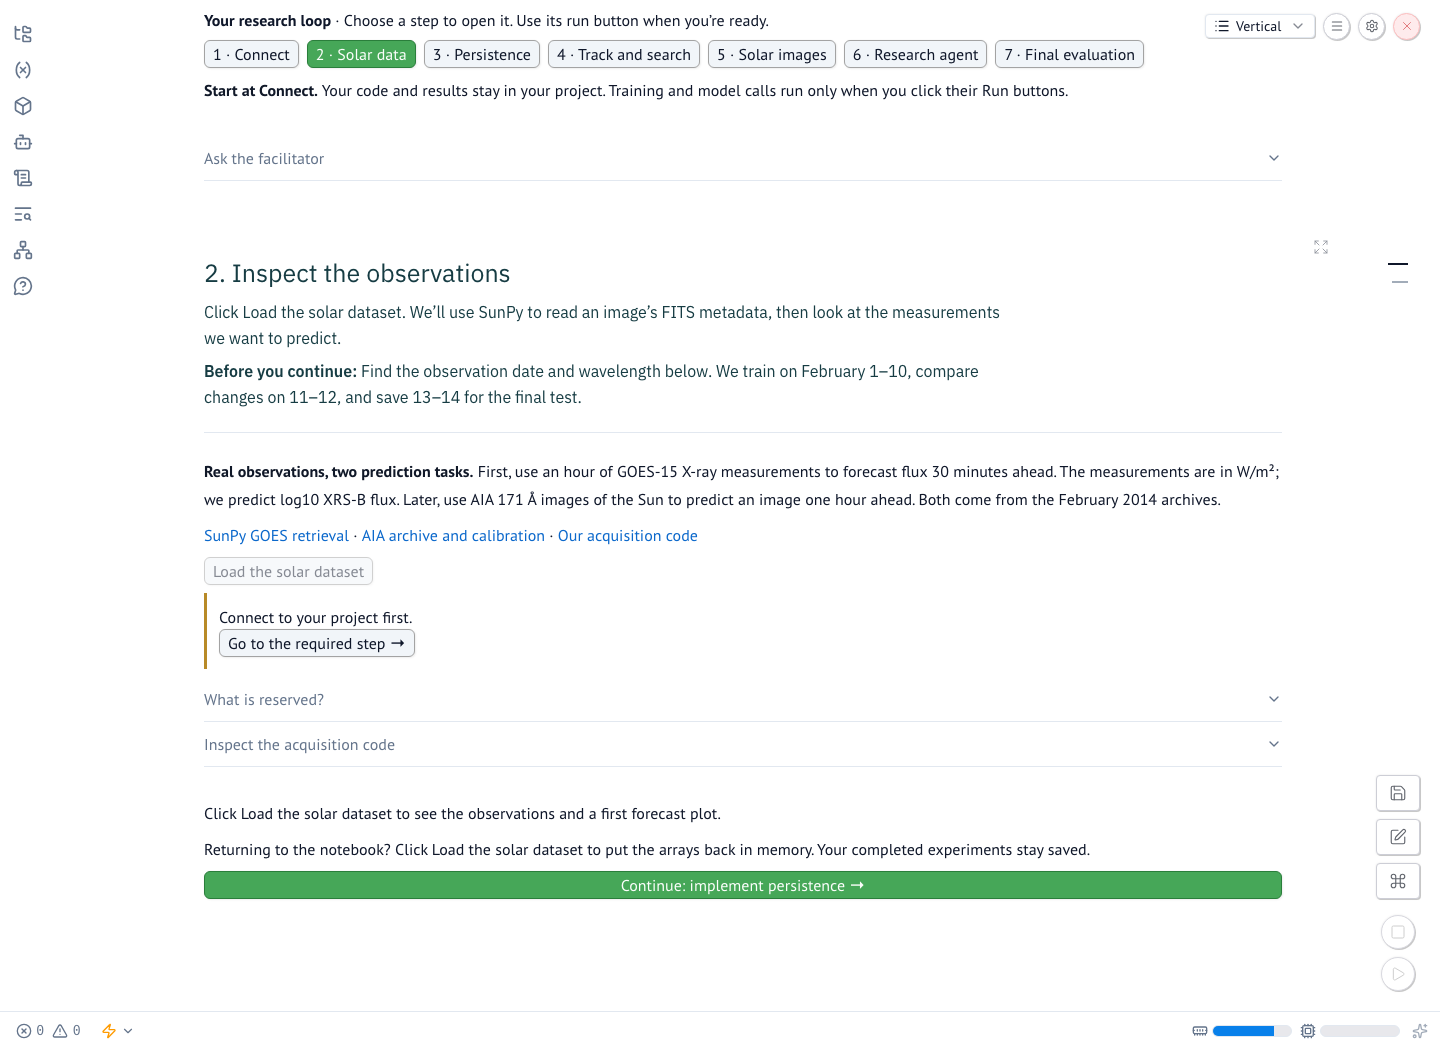 Your research loop · Choose a step to open it. Use its run button when you're ready.
Vertical
1 · Connect
2 · Solar data
3 · Persistence
4 · Track and search
5 · Solar images
6 · Research agent
7 · Final evaluation
Start at Connect. Your code and results stay in your project. Training and model calls run only when you click their Run buttons.
Ask the facilitator
2. Inspect the observations
Click Load the solar dataset. We'll use SunPy to read an image's FITS metadata, then look at the measurements
we want to predict.
Before you continue: Find the observation date and wavelength below. We train on February 1–10, compare
changes on 11–12, and save 13–14 for the final test.
Real observations, two prediction tasks. First, use an hour of GOES-15 X-ray measurements to forecast flux 30 minutes ahead. The measurements are in W/m²;
we predict log10 XRS-B flux. Later, use AIA 171 Å images of the Sun to predict an image one hour ahead. Both come from the February 2014 archives.
SunPy GOES retrieval · AIA archive and calibration · Our acquisition code
Load the solar dataset
Connect to your project first.
Go to the required step →
What is reserved?
Inspect the acquisition code
Click Load the solar dataset to see the observations and a first forecast plot.
Returning to the notebook? Click Load the solar dataset to put the arrays back in memory. Your completed experiments stay saved.
Continue: implement persistence →
0 0